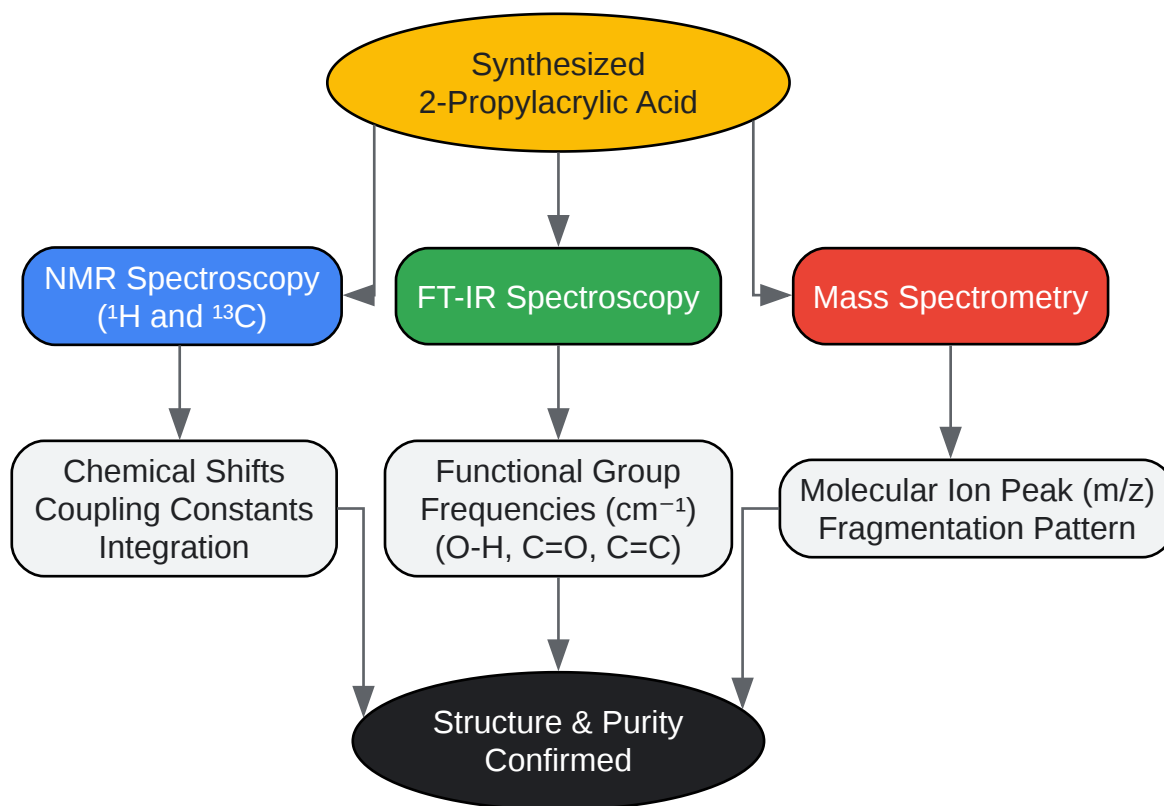 Synthesized
2-Propylacrylic Acid
NMR Spectroscopy
(¹H and ¹³C)
FT-IR Spectroscopy
Mass Spectrometry
Chemical Shifts
Coupling Constants
Integration
Functional Group
Frequencies (cm⁻¹)
(O-H, C=O, C=C)
Molecular Ion Peak (m/z)
Fragmentation Pattern
Structure & Purity
Confirmed